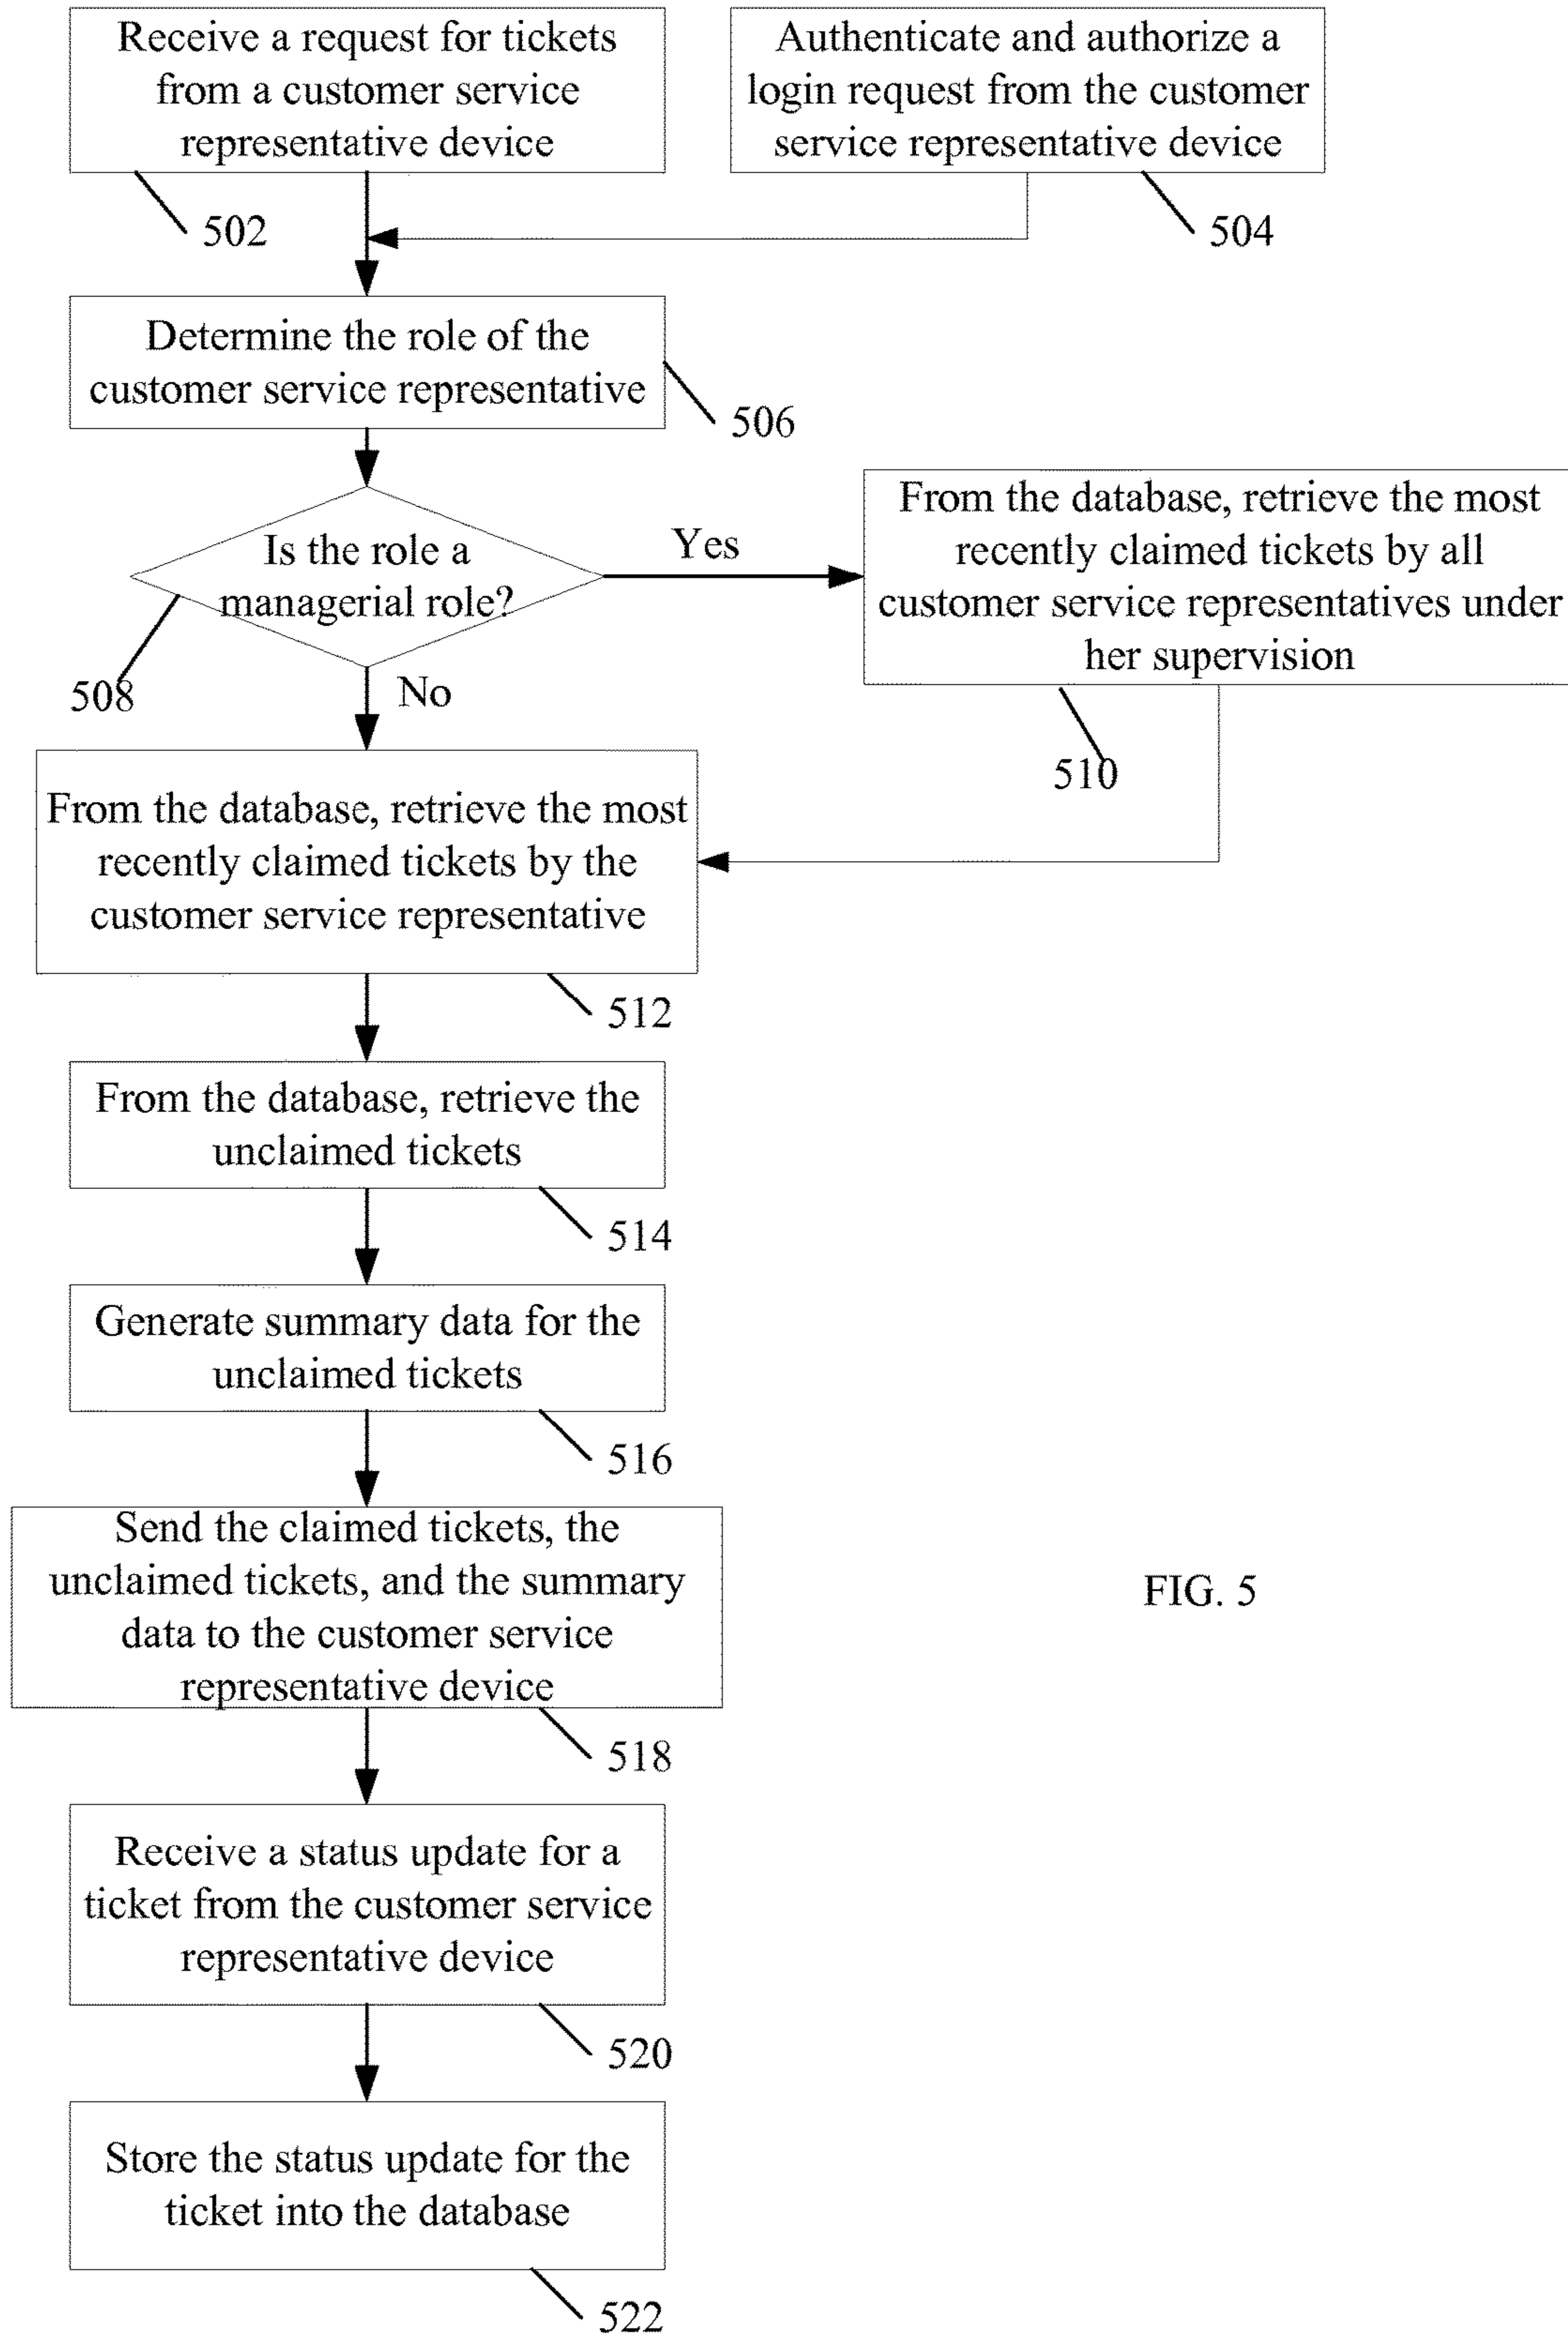 Receive a request for tickets
from a customer service
representative device
502
Authenticate and authorize a
login request from the customer
service representative device
504
Determine the role of the
customer service representative
506
Is the role a
managerial role?
508
Yes
No
From the database, retrieve the most
recently claimed tickets by all
customer service representatives under
her supervision
510
From the database, retrieve the most
recently claimed tickets by the
customer service representative
512
From the database, retrieve the
unclaimed tickets
514
Generate summary data for the
unclaimed tickets
516
Send the claimed tickets, the
unclaimed tickets, and the summary
data to the customer service
representative device
518
FIG. 5
Receive a status update for a
ticket from the customer service
representative device
520
Store the status update for the
ticket into the database
522